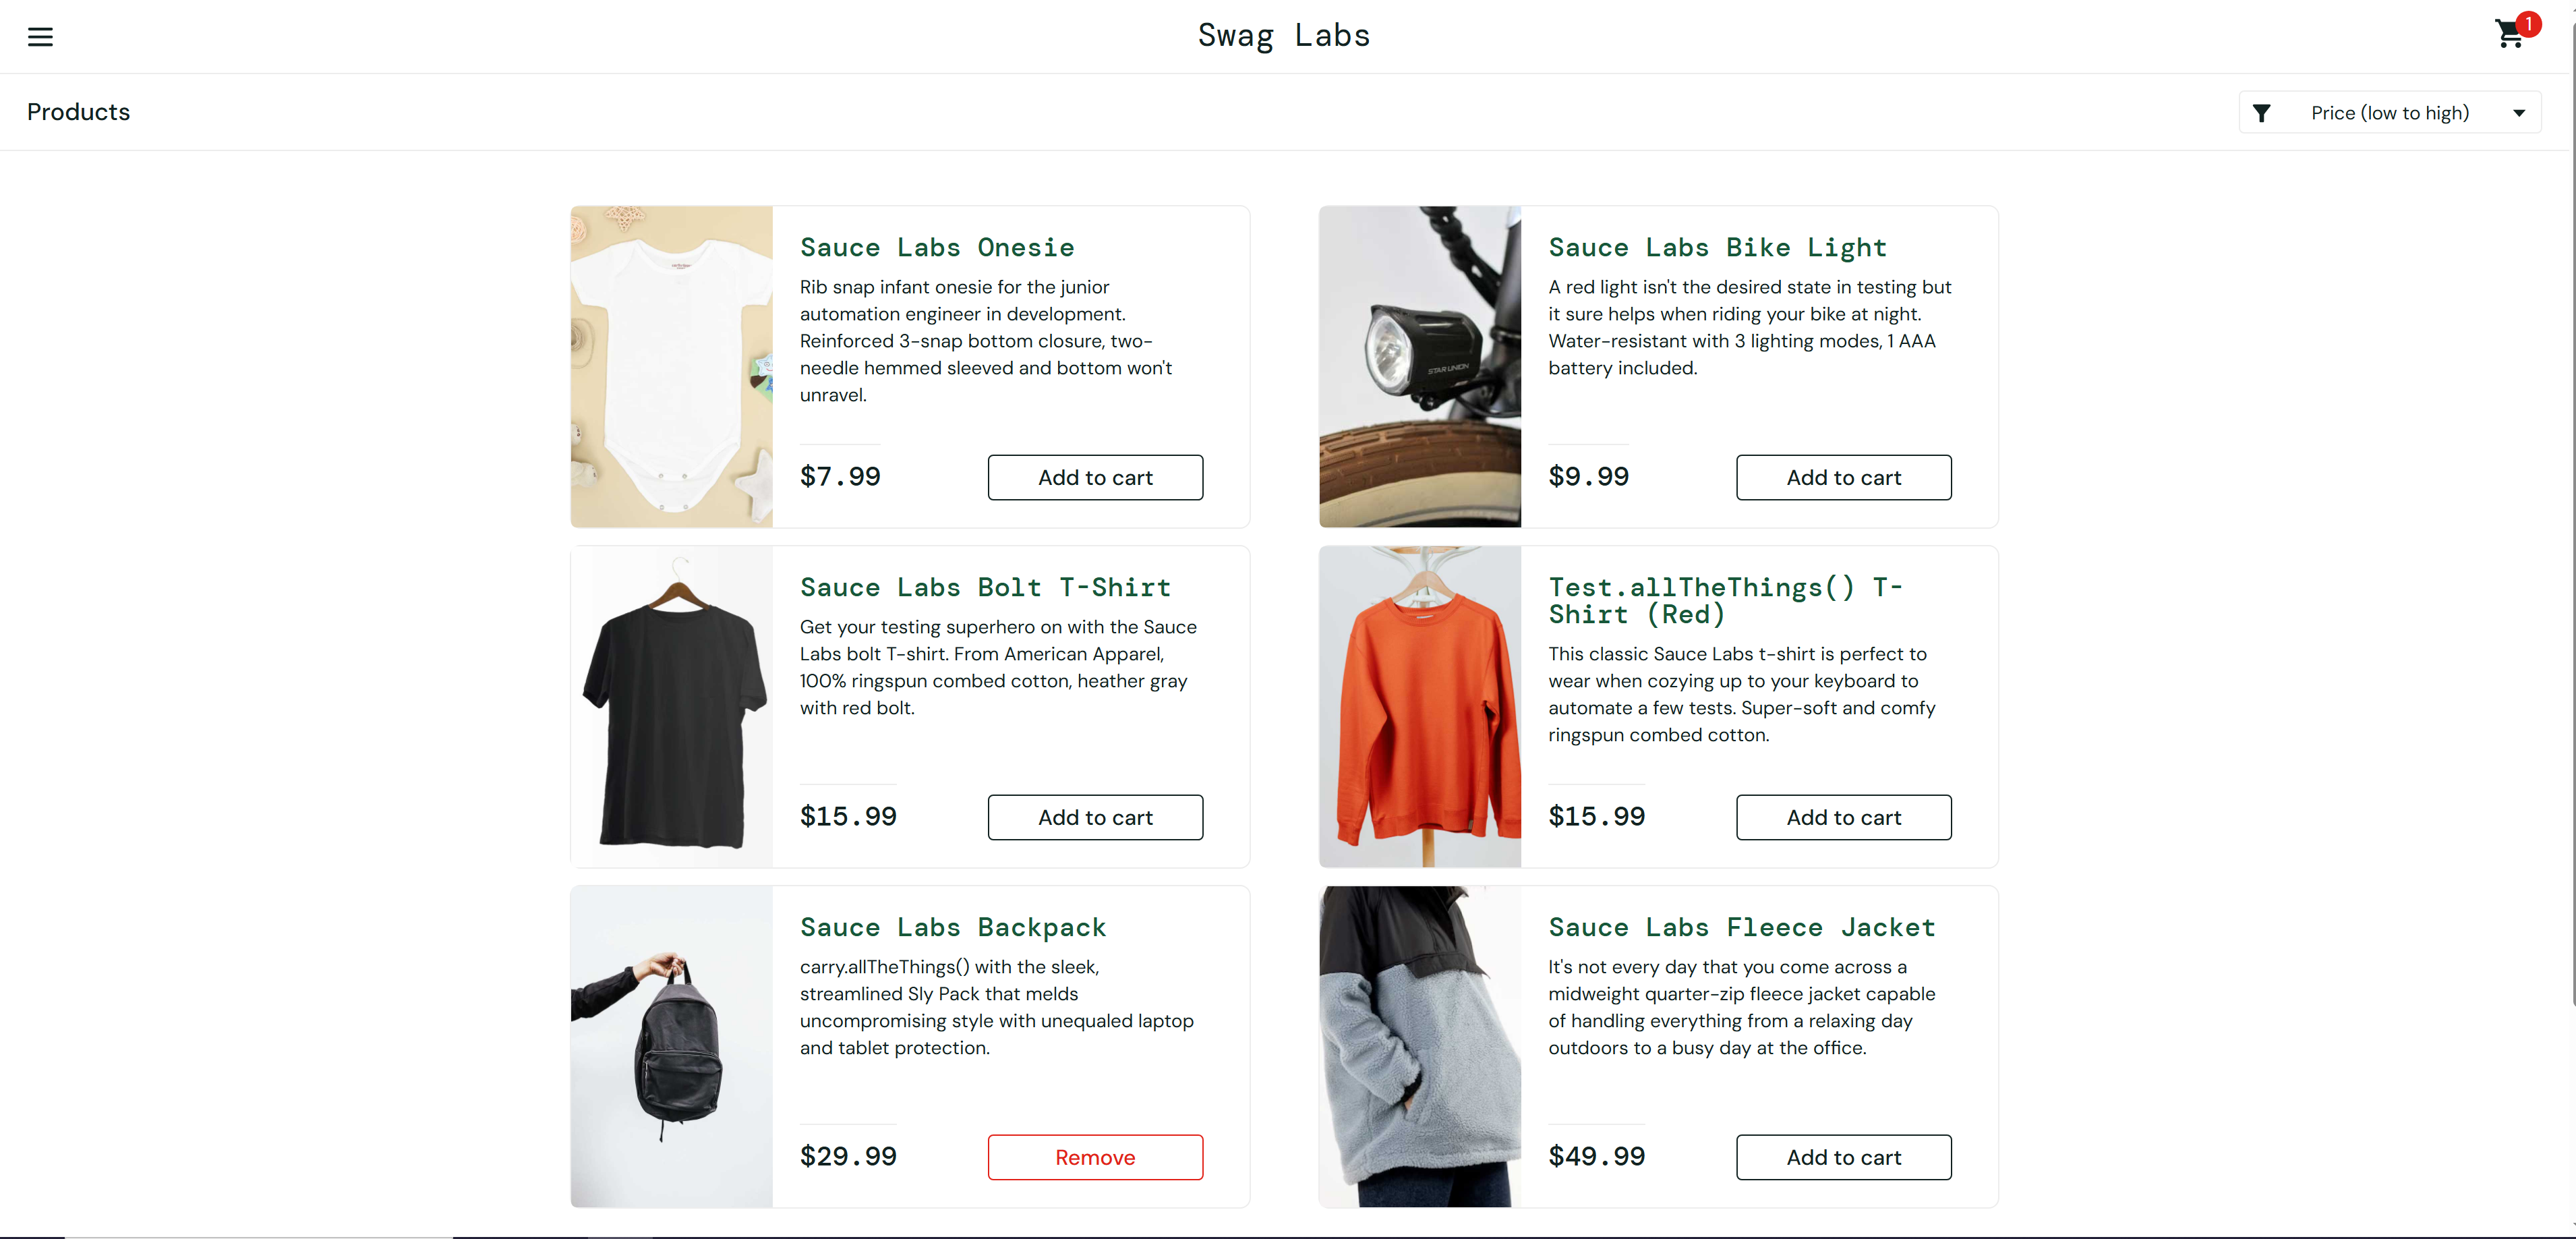 Swag Labs
1
Products
Price (low to high)
Sauce Labs Onesie
Rib snap infant onesie for the junior
automation engineer in development.
Reinforced 3-snap bottom closure, two-
needle hemmed sleeved and bottom won't
unravel.
$7.99
Add to cart
Sauce Labs Bike Light
A red light isn't the desired state in testing but
it sure helps when riding your bike at night.
Water-resistant with 3 lighting modes, 1 AAA
battery included.
STAR UNION
$9.99
Add to cart
Sauce Labs Bolt T-Shirt
Get your testing superhero on with the Sauce
Labs bolt T-shirt. From American Apparel,
100% ringspun combed cotton, heather gray
with red bolt.
$15.99
Add to cart
Test.allTheThings() T-
Shirt (Red)
This classic Sauce Labs t-shirt is perfect to
wear when cozying up to your keyboard to
automate a few tests. Super-soft and comfy
ringspun combed cotton.
$15.99
Add to cart
Sauce Labs Backpack
carry.allTheThings() with the sleek,
streamlined Sly Pack that melds
uncompromising style with unequaled laptop
and tablet protection.
$29.99
Remove
Sauce Labs Fleece Jacket
It's not every day that you come across a
midweight quarter-zip fleece jacket capable
of handling everything from a relaxing day
outdoors to a busy day at the office.
$49.99
Add to cart